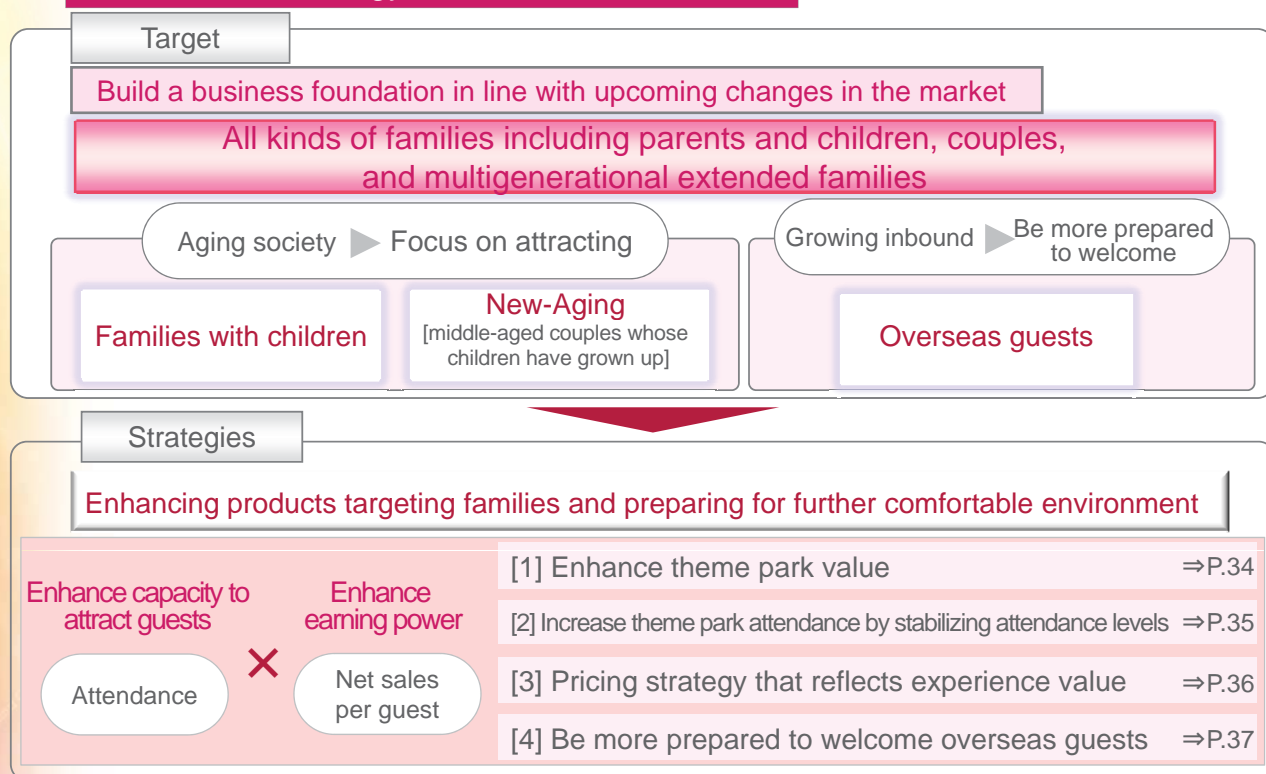 Target
Build a business foundation in line with upcoming changes in the market
All kinds of families including parents and children, couples,
and multigenerational extended families
Aging society ▶ Focus on attracting
Families with children
New-Aging
[middle-aged couples whose
children have grown up]
Growing inbound ▶ Be more prepared
to welcome
Overseas guests
Strategies
Enhancing products targeting families and preparing for further comfortable environment
Enhance capacity to
attract guests
Attendance
×
Enhance
earning power
Net sales
per guest
[1] Enhance theme park value ⇒P.34
[2] Increase theme park attendance by stabilizing attendance levels ⇒P.35
[3] Pricing strategy that reflects experience value ⇒P.36
[4] Be more prepared to welcome overseas guests ⇒P.37